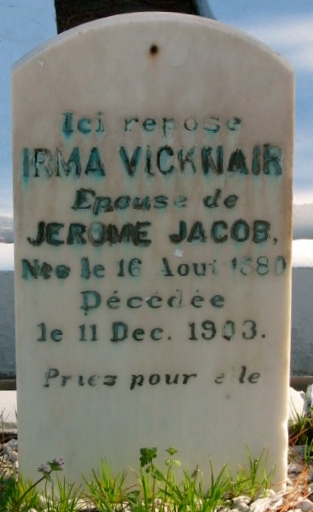 Ici repose
IRMA VICKNAIR
Epouse de
JEROME JACOB,
Née le 16 Aout 1880
Décédée
le 11 Dec. 1903.
Priez pour elle